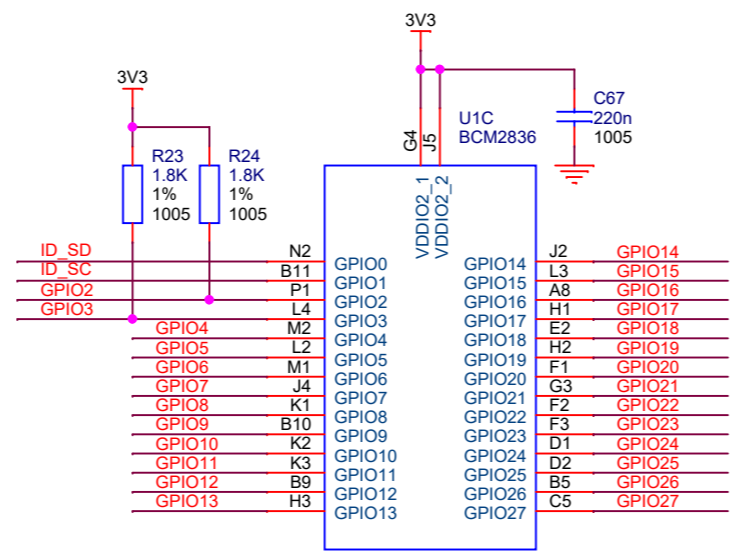 3V3
3V3
C67
220n
1005
U1C
BCM2836
G4
J5
R23
1.8K
1%
1005
R24
1.8K
1%
1005
VDDIO2_1
VDDIO2_2
ID_SD N2 GPIO0
ID_SC B11 GPIO1
GPIO2 P1 GPIO2
GPIO3 L4 GPIO3
GPIO4 M2 GPIO4
GPIO5 L2 GPIO5
GPIO6 M1 GPIO6
GPIO7 J4 GPIO7
GPIO8 K1 GPIO8
GPIO9 B10 GPIO9
GPIO10 K2 GPIO10
GPIO11 K3 GPIO11
GPIO12 B9 GPIO12
GPIO13 H3 GPIO13
GPIO14 J2 GPIO14
GPIO15 L3 GPIO15
GPIO16 A8 GPIO16
GPIO17 H1 GPIO17
GPIO18 E2 GPIO18
GPIO19 H2 GPIO19
GPIO20 F1 GPIO20
GPIO21 G3 GPIO21
GPIO22 F2 GPIO22
GPIO23 F3 GPIO23
GPIO24 D1 GPIO24
GPIO25 D2 GPIO25
GPIO26 B5 GPIO26
GPIO27 C5 GPIO27